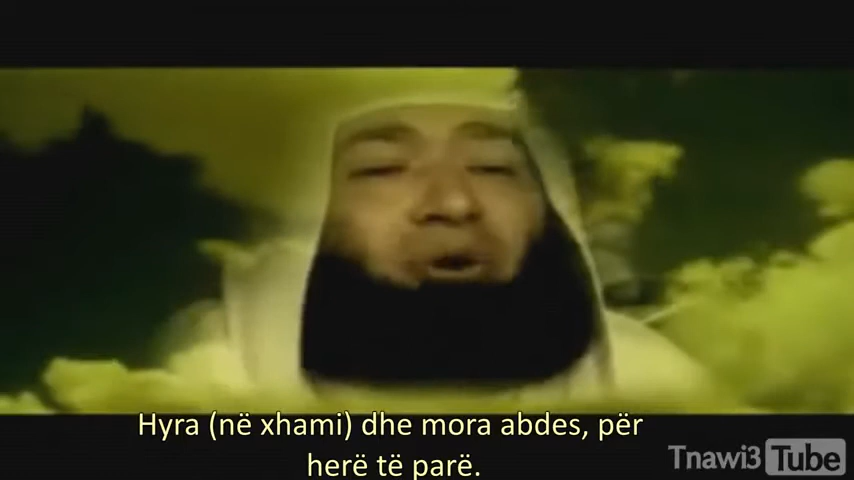 Hyra (në xhami) dhe mora abdes, për
herë të parë.
Tnawi3 Tube